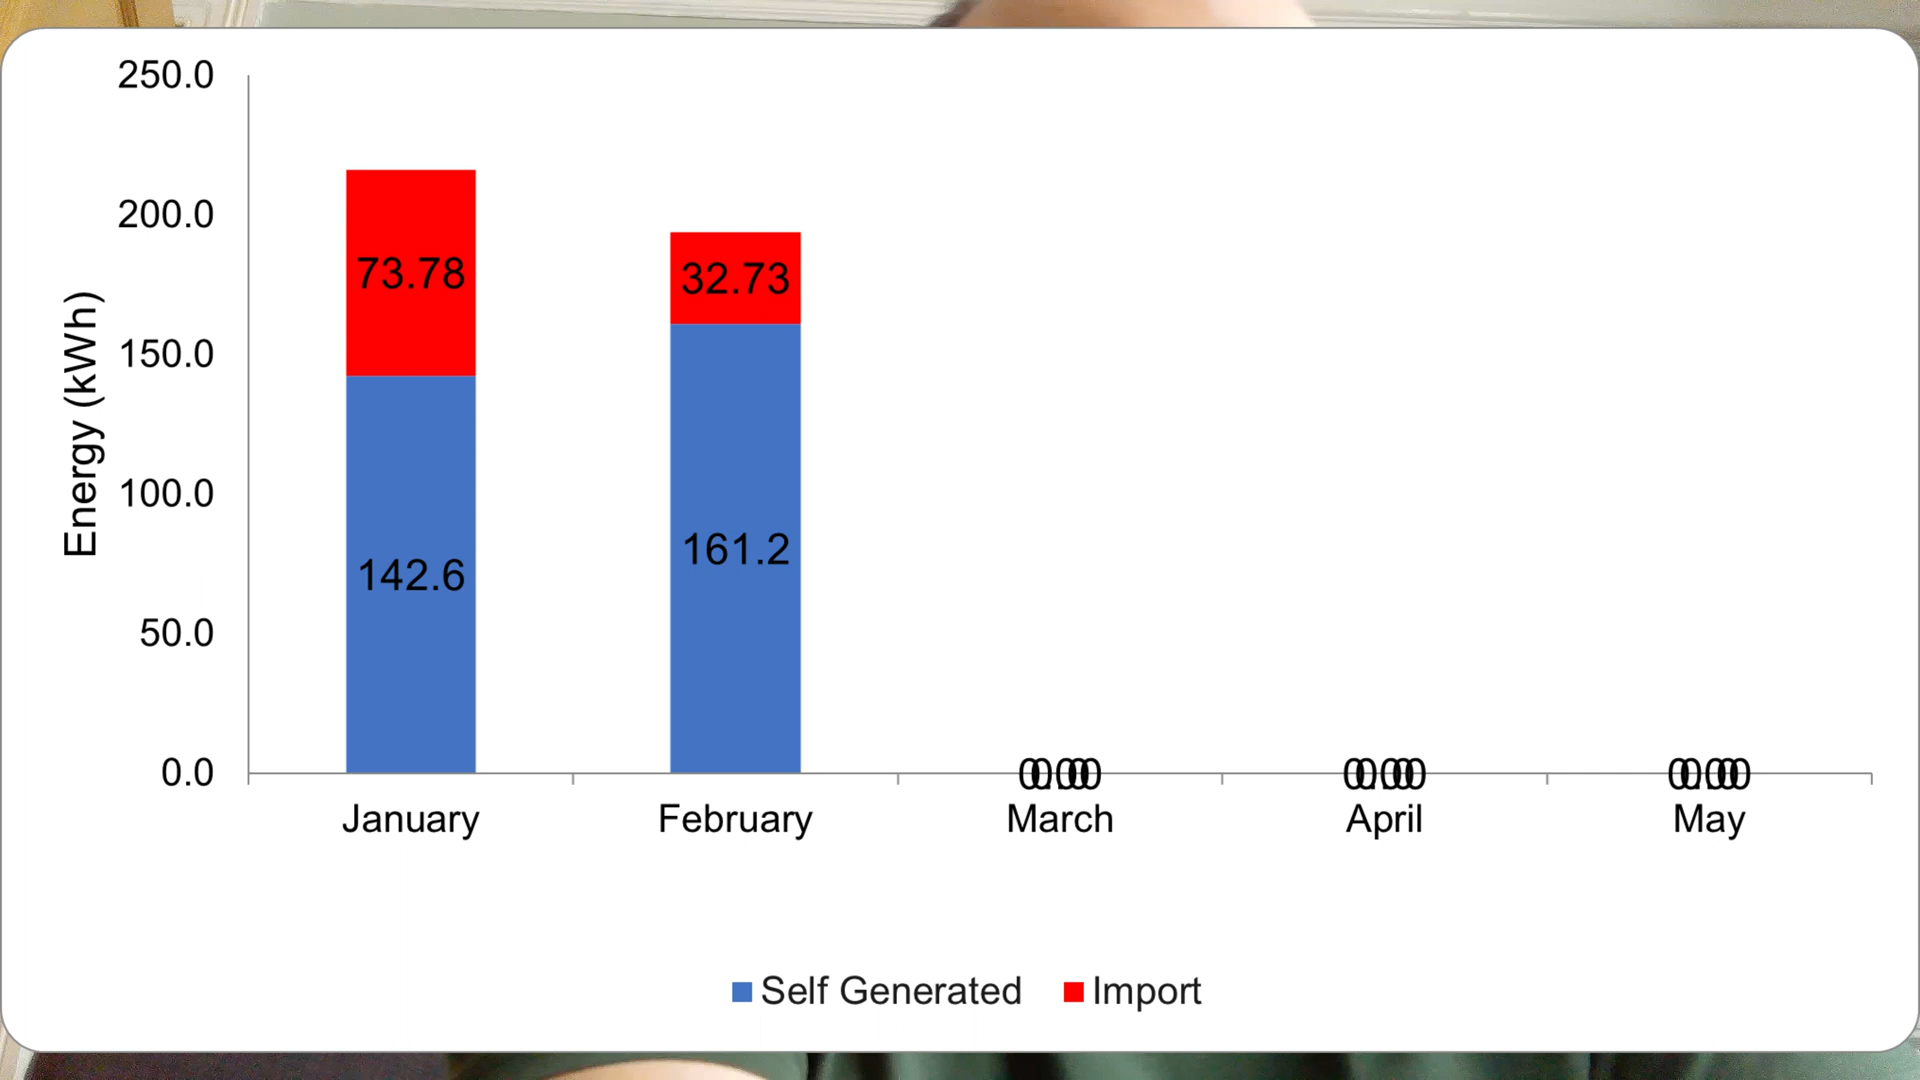 250.0
200.0
150.0
100.0
50.0
0.0
Energy (kWh)
73.78
142.6
32.73
161.2
January
February
March
April
May
Self Generated
Import